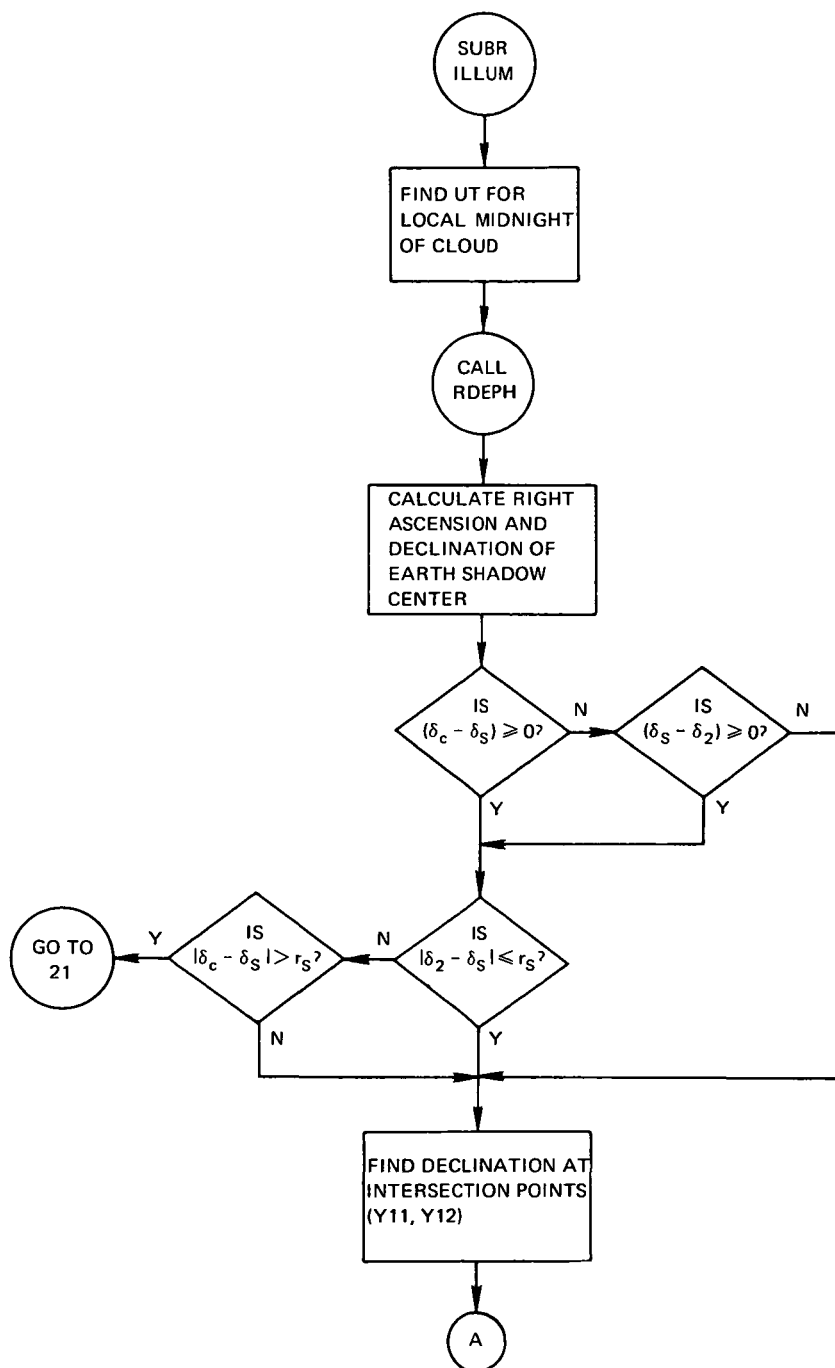 SUBR
ILLUM
FIND UT FOR
LOCAL MIDNIGHT
OF CLOUD
CALL
RDEPH
CALCULATE RIGHT
ASCENSION AND
DECLINATION OF
EARTH SHADOW
CENTER
IS
(δc − δS) ⩾ 0?
N
IS
(δS − δ2) ⩾ 0?
N
Y
Y
GO TO
21
Y
IS
|δc − δS| > rS?
N
IS
|δ2 − δS| ⩽ rS?
N
Y
FIND DECLINATION AT
INTERSECTION POINTS
(Y11, Y12)
A